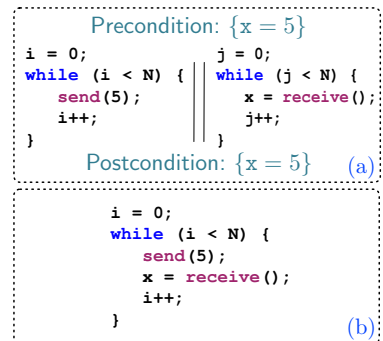 Precondition: {x = 5}
i = 0;
while (i < N) {
send(5);
i++;
}
j = 0;
while (j < N) {
x = receive();
j++;
}
Postcondition: {x = 5}
(a)
i = 0;
while (i < N) {
send(5);
x = receive();
i++;
}
(b)